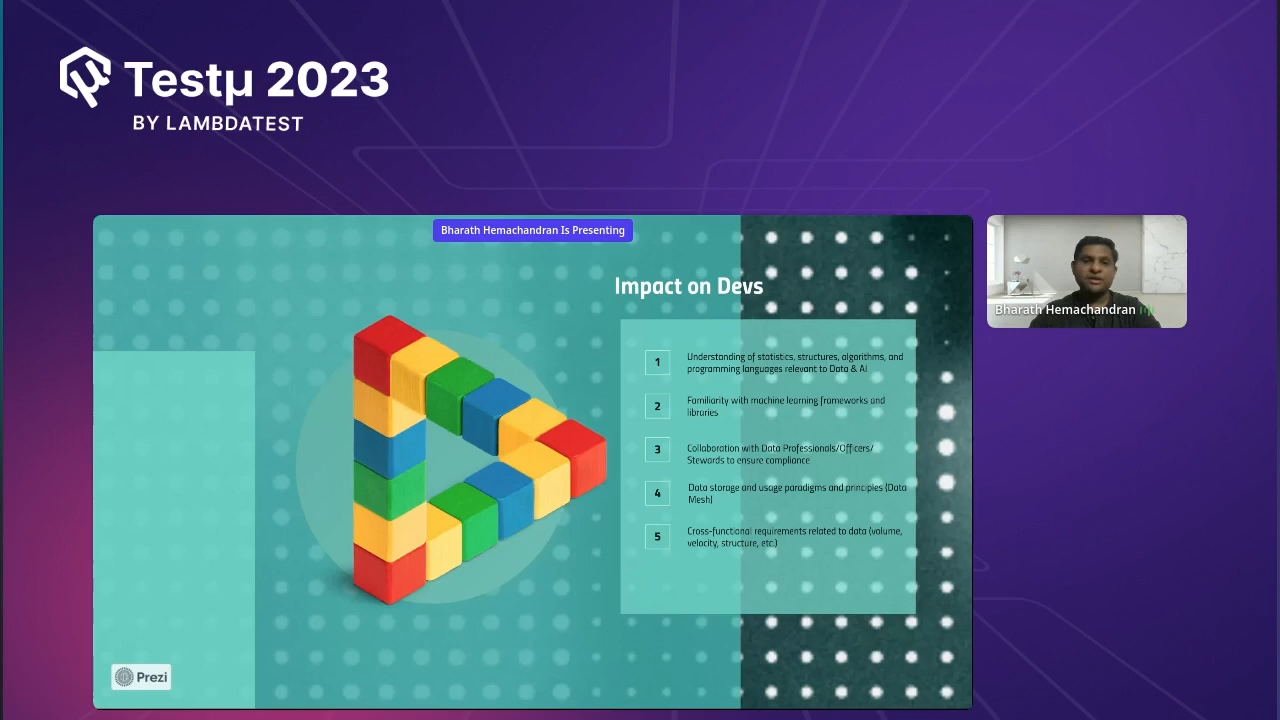 Testμ 2023
BY LAMBDATEST
Bharath Hemachandran Is Presenting
Impact on Devs
1
Understanding of statistics, structures, algorithms, and
programming languages relevant to Data & AI
2
Familiarity with machine learning frameworks and
libraries
3
Collaboration with Data Professionals/Officers/
Stewards to ensure compliance
4
Data storage and usage paradigms and principles (Data
Mesh)
5
Cross-functional requirements related to data (volume,
velocity, structure, etc.)
Bharath Hemachandran
Prezi